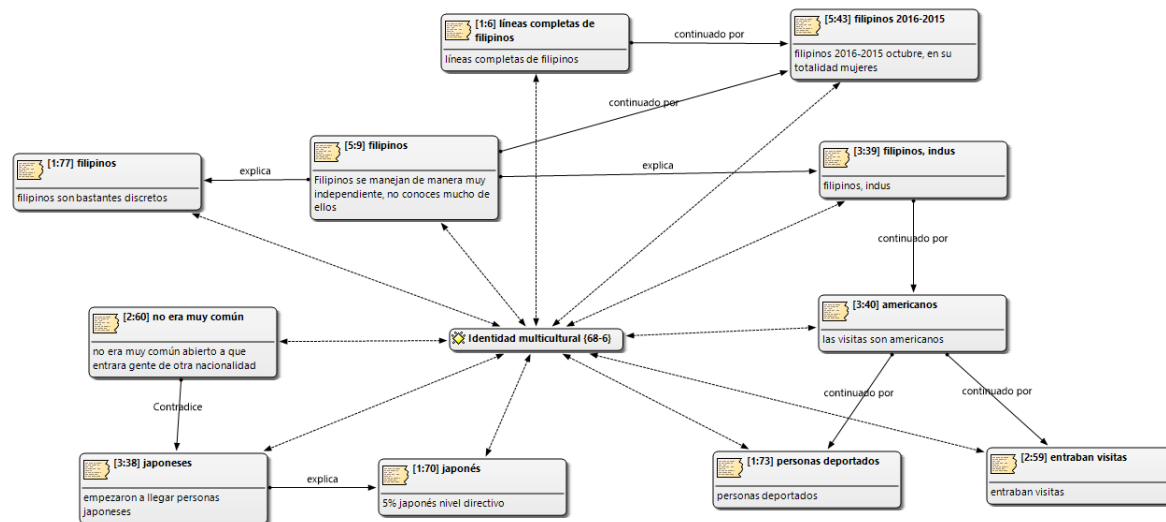 [1:6] líneas completas de
filipinos
líneas completas de filipinos
continuado por
[5:43] filipinos 2016-2015
filipinos 2016-2015 octubre, en su
totalidad mujeres
continuado por
[1:77] filipinos
filipinos son bastantes discretos
explica
[5:9] filipinos
Filipinos se manejan de manera muy
independiente, no conoces mucho de
ellos
explica
[3:39] filipinos, indus
filipinos, indus
continuado por
[2:60] no era muy común
no era muy común abierto a que
entrara gente de otra nacionalidad
Identidad multicultural {68-6}
[3:40] americanos
las visitas son americanos
Contradice
continuado por
continuado por
[3:38] japoneses
empezaron a llegar personas
japoneses
explica
[1:70] japonés
5% japonés nivel directivo
[1:73] personas deportados
personas deportados
[2:59] entraban visitas
entraban visitas